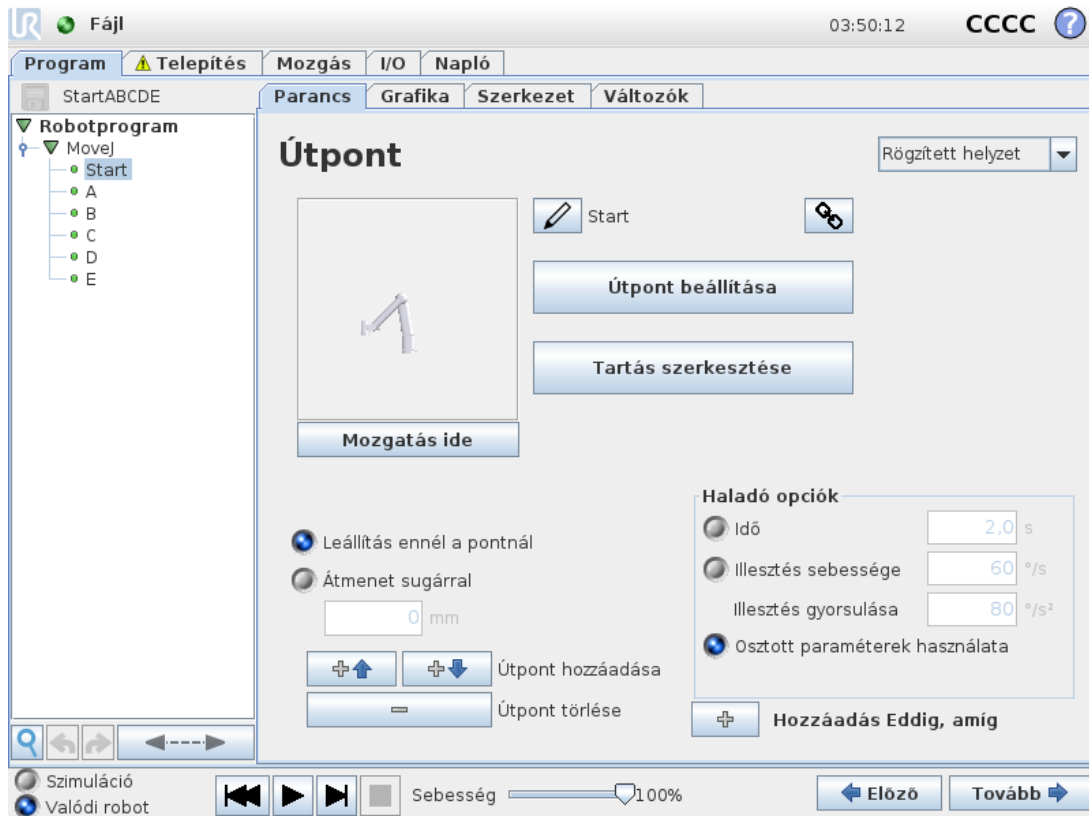 Fájl
03:50:12
CCCC
?
Program
Telepítés
Mozgás
I/O
Napló
StartABCDE
Parancs
Grafika
Szerkezet
Változók
Robotprogram
MoveJ
Start
A
B
C
D
E
Útpont
Rögzített helyzet
Start
Útpont beállítása
Tartás szerkesztése
Mozgatás ide
Leállítás ennél a pontnál
Átmenet sugárral
0 mm
Útpont hozzáadása
Útpont törlése
Haladó opciók
Idő 2,0 s
Illesztés sebessége 60 °/s
Illesztés gyorsulása 80 °/s²
Osztott paraméterek használata
Hozzáadás Eddig, amíg
Szimuláció
Valódi robot
Sebesség 100%
Előző
Tovább